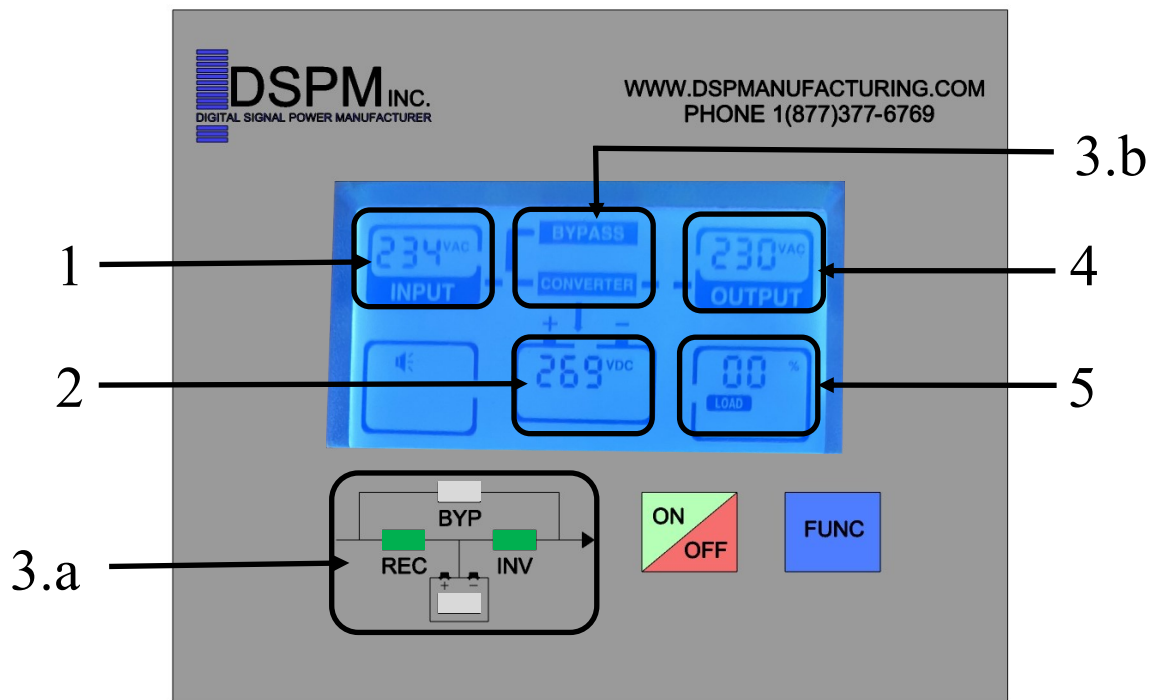 DSPM INC.
DIGITAL SIGNAL POWER MANUFACTURER
WWW.DSPMANUFACTURING.COM
PHONE 1(877)377-6769
3.b
1
234 VAC
INPUT
BYPASS
CONVERTER
230 VAC
OUTPUT
4
2
+ −
269 VDC
00 %
LOAD
5
3.a
BYP
REC
INV
+ −
ON
OFF
FUNC